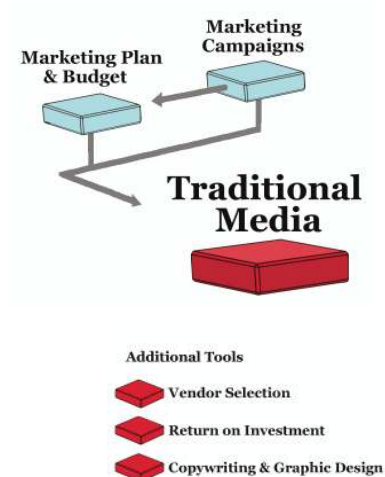 Marketing
Campaigns
Marketing Plan
& Budget
Traditional
Media
Additional Tools
Vendor Selection
Return on Investment
Copywriting & Graphic Design